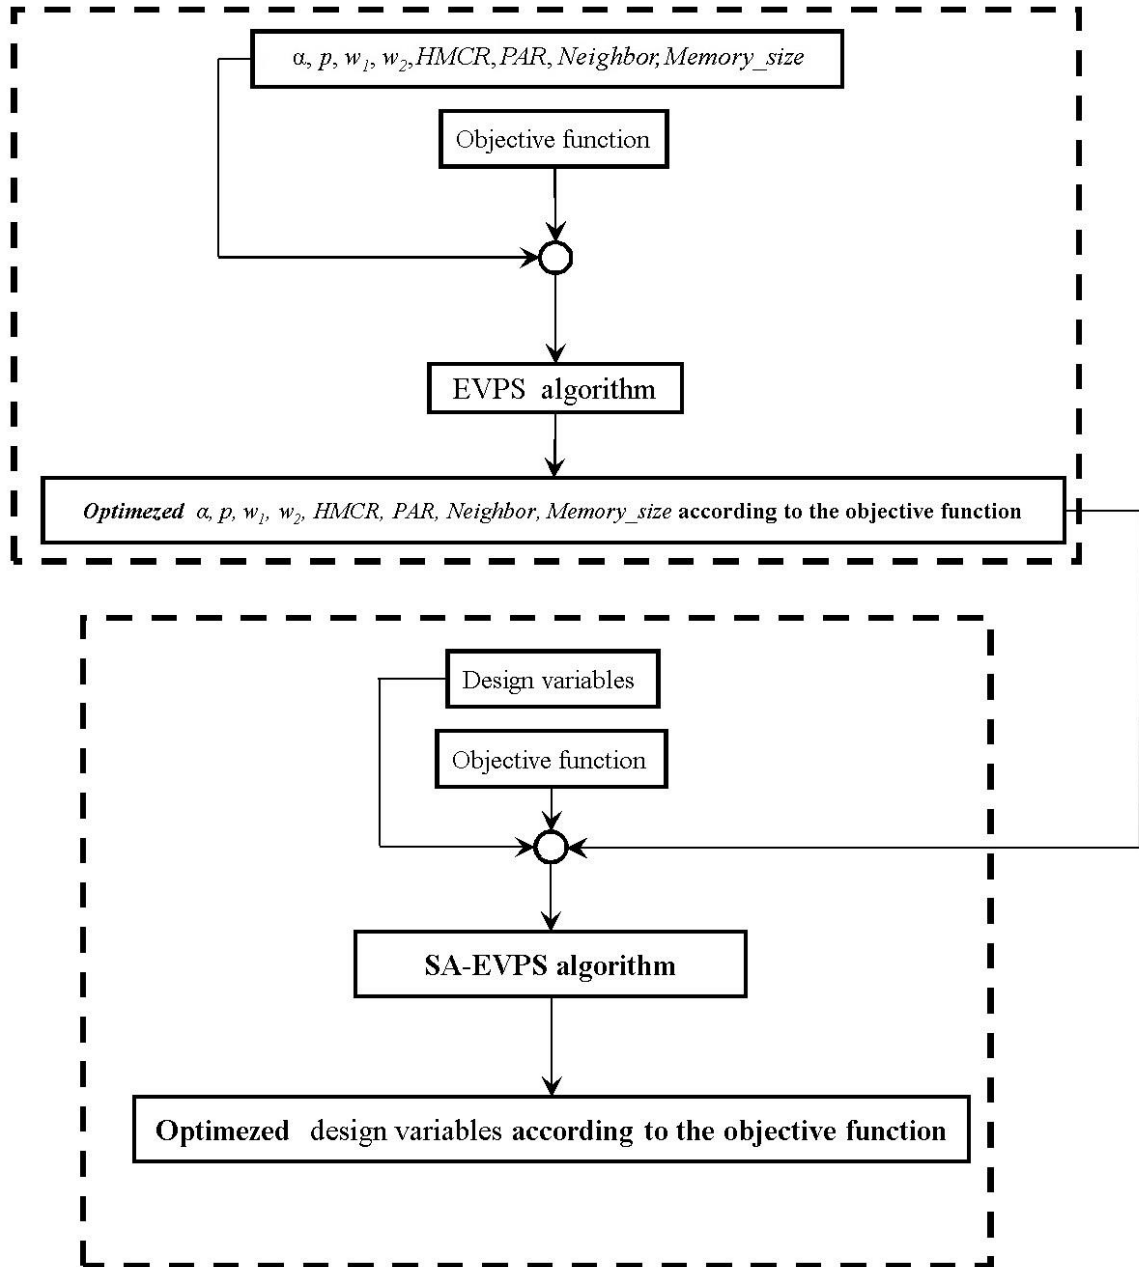 α, p, w1, w2,HMCR,PAR, Neighbor,Memory_size
Objective function
EVPS algorithm
Optimezed α, p, w1, w2, HMCR, PAR, Neighbor, Memory_size according to the objective function
Design variables
Objective function
SA-EVPS algorithm
Optimezed design variables according to the objective function